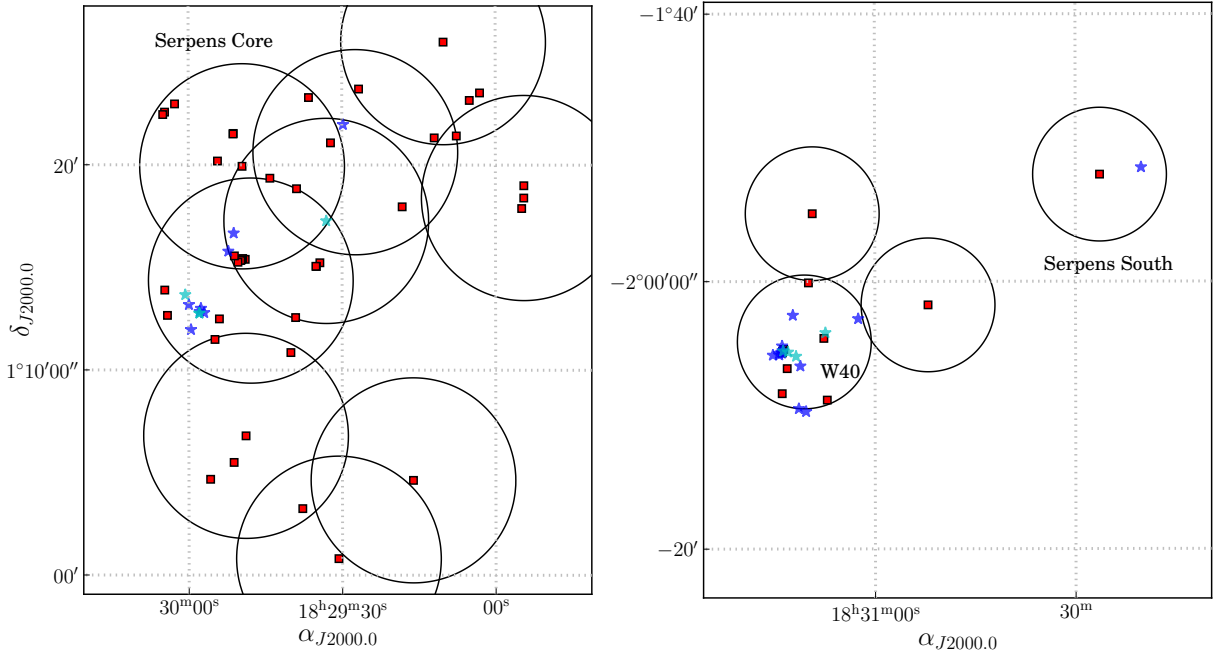 Serpens Core
20′
1°10′00″
00′
30ᵐ00ˢ
18ʰ29ᵐ30ˢ
00ˢ
δJ2000.0
αJ2000.0
−1°40′
−2°00′00″
−20′
Serpens South
W40
18ʰ31ᵐ00ˢ
30ᵐ
αJ2000.0